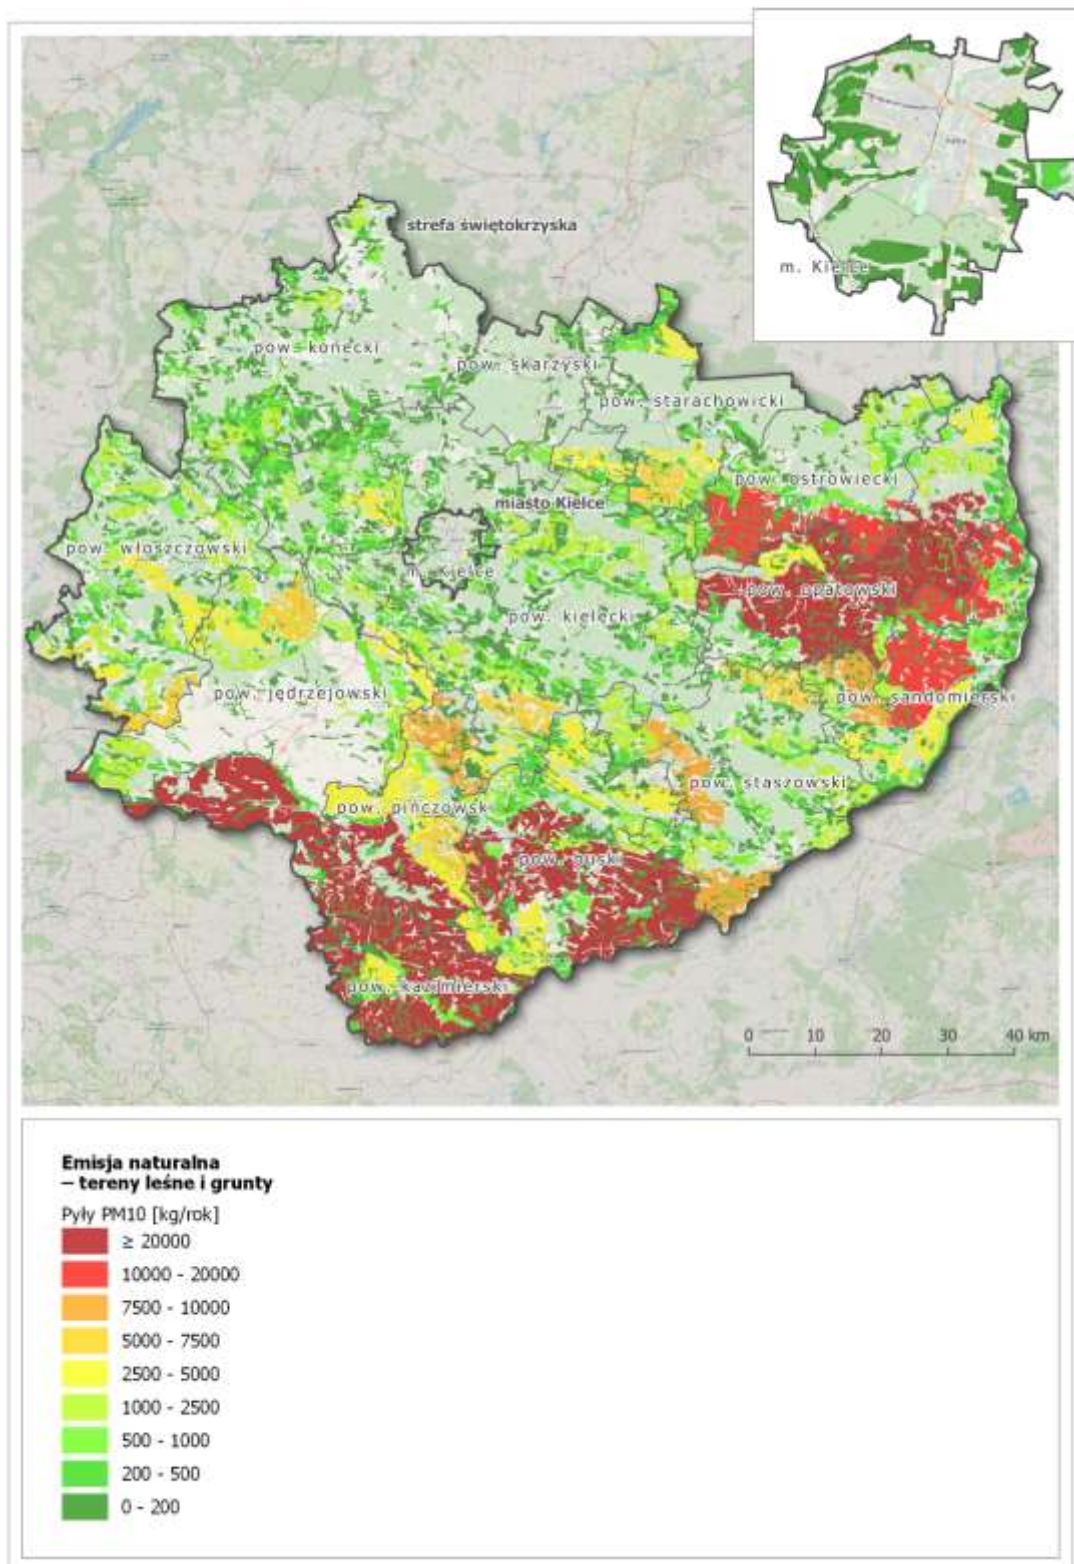 m. Kielce
strefa świętokrzyska
pow. konecki
pow. skarżyski
pow. starachowicki
pow. ostrowiecki
miasto Kielce
pow. włoszczowski
m. Kielce
pow. opatowski
pow. kielecki
pow. jędrzejowski
pow. sandomierski
pow. staszowski
pow. pińczowski
pow. buski
pow. kazimierski
0 10 20 30 40 km
Emisja naturalna
– tereny leśne i grunty
Pyły PM10 [kg/rok]
≥ 20000
10000 - 20000
7500 - 10000
5000 - 7500
2500 - 5000
1000 - 2500
500 - 1000
200 - 500
0 - 200